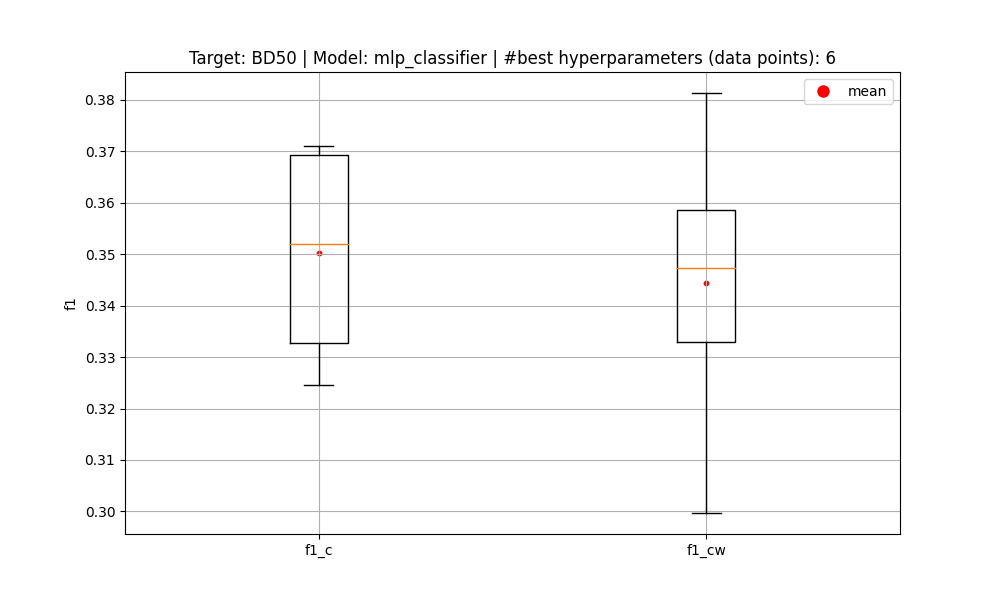 Target: BD50 | Model: mlp_classifier | #best hyperparameters (data points): 6
mean
0.38
0.37
0.36
0.35
0.34
0.33
0.32
0.31
0.30
f1
f1_c
f1_cw